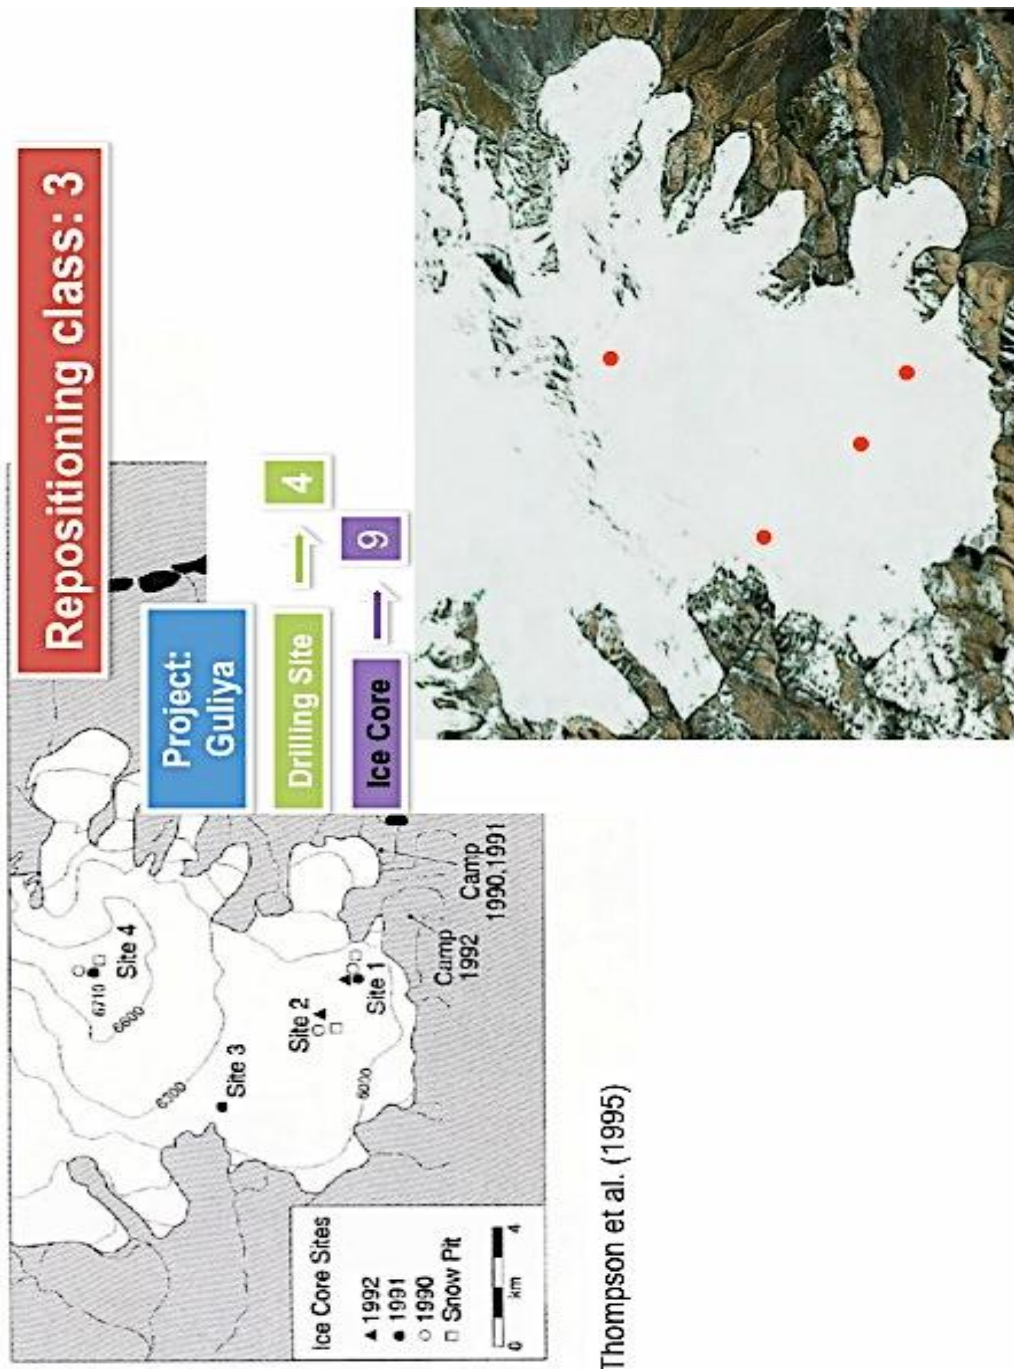 Repositioning class: 3
Project:
Guliya
Drilling Site
4
Ice Core
9
6710
Site 4
6600
6300
Site 3
Site 2
Site 1
6000
Camp
1992
Camp
1990,1991
Ice Core Sites
▲ 1992
● 1991
○ 1990
□ Snow Pit
0 km 4
Thompson et al. (1995)